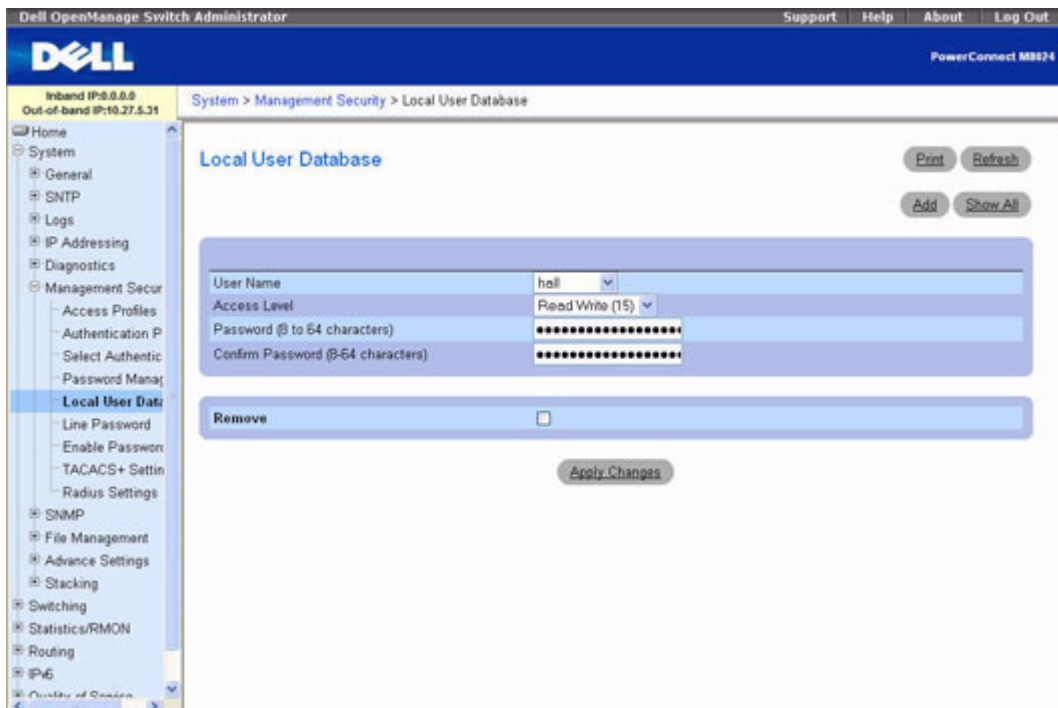 Dell OpenManage Switch Administrator Support Help About Log Out
DELL
PowerConnect M8024
Inband IP:0.0.0.0
Out-of-band IP:10.27.5.31
System > Management Security > Local User Database
Home
System
General
SNTP
Logs
IP Addressing
Diagnostics
Management Secur
Access Profiles
Authentication P
Select Authentic
Password Manag
Local User Data
Line Password
Enable Password
TACACS+ Settin
Radius Settings
SNMP
File Management
Advance Settings
Stacking
Switching
Statistics/RMON
Routing
IPv6
Quality of Service
Local User Database
Print Refresh
Add Show All
User Name hall
Access Level Read Write (15)
Password (8 to 64 characters)
Confirm Password (8-64 characters)
Remove
Apply Changes